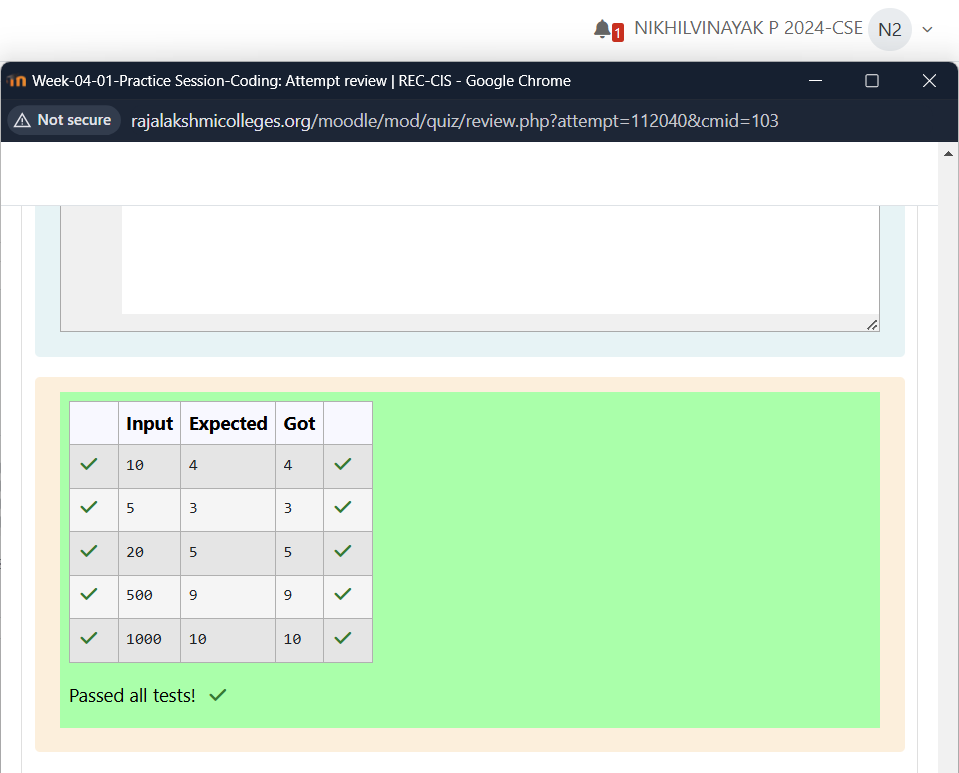 1 NIKHILVINAYAK P 2024-CSE N2
Week-04-01-Practice Session-Coding: Attempt review | REC-CIS - Google Chrome
Not secure rajalakshmicolleges.org/moodle/mod/quiz/review.php?attempt=112040&cmid=103
Input Expected Got
10 4 4
5 3 3
20 5 5
500 9 9
1000 10 10
Passed all tests!